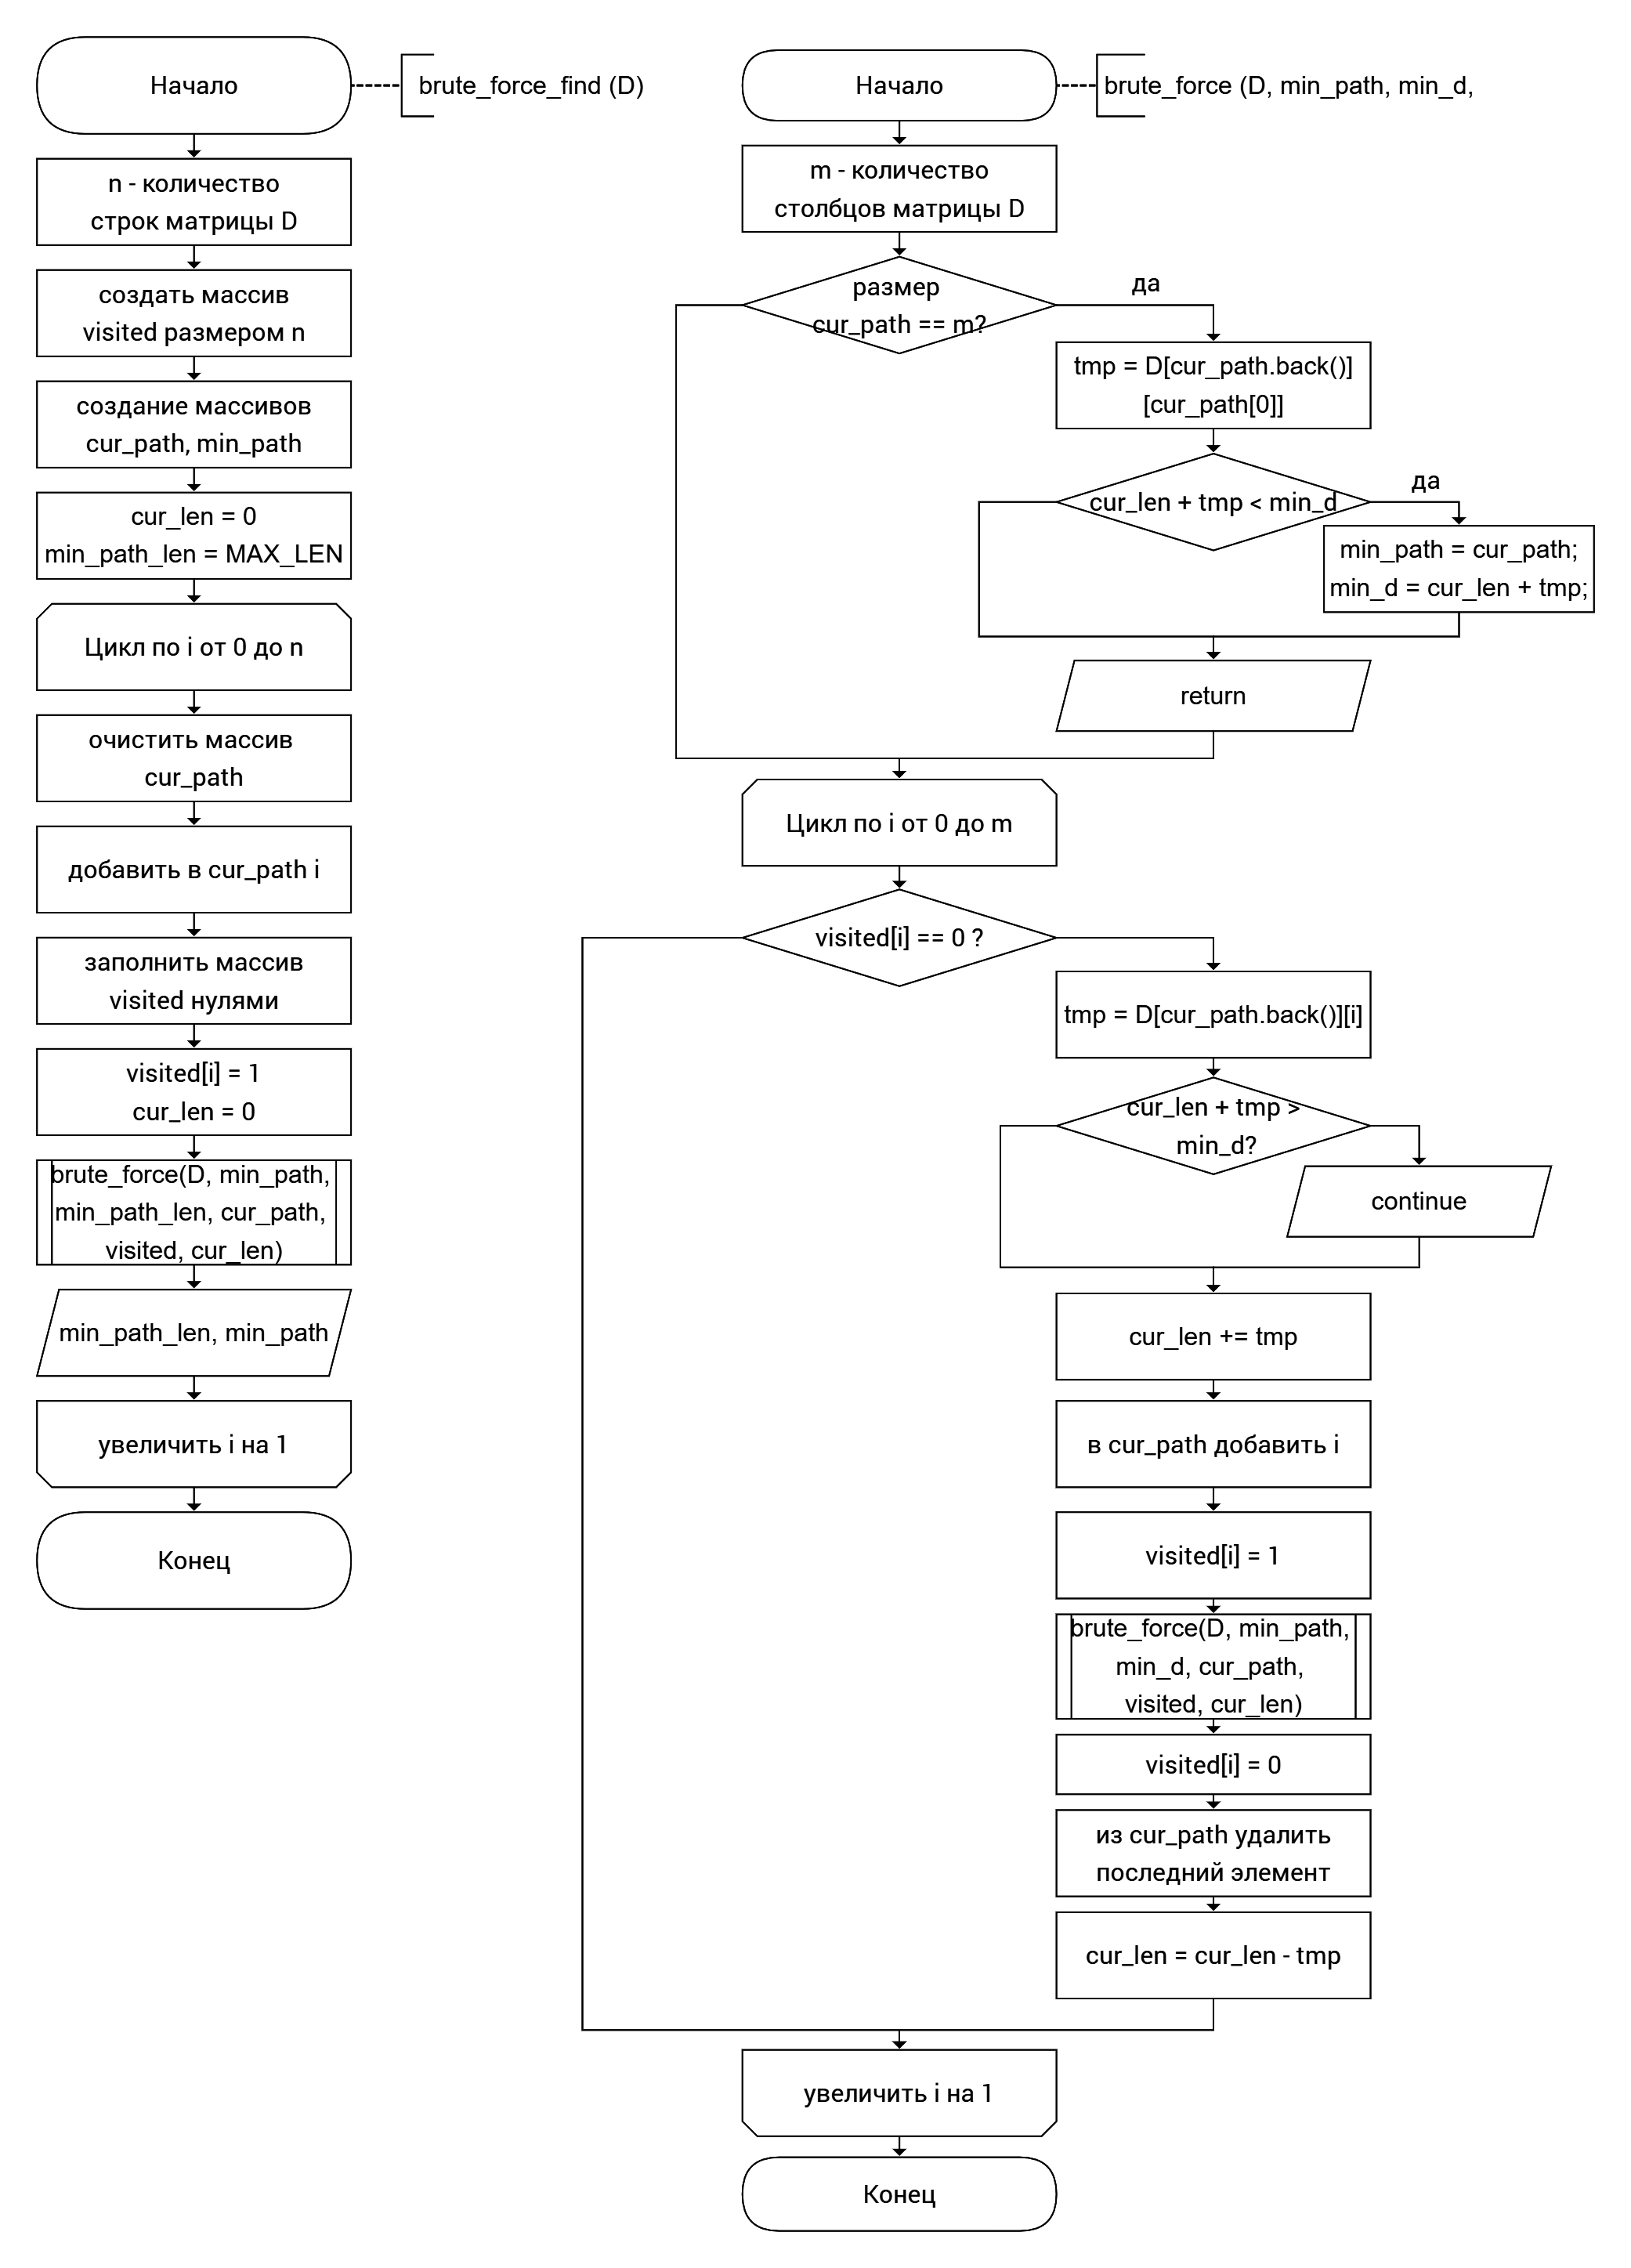 Начало
brute_force_find (D)
n - количество
строк матрицы D
создать массив
visited размером n
создание массивов
cur_path, min_path
cur_len = 0
min_path_len = MAX_LEN
Цикл по i от 0 до n
очистить массив
cur_path
добавить в cur_path i
заполнить массив
visited нулями
visited[i] = 1
cur_len = 0
brute_force(D, min_path,
min_path_len, cur_path,
visited, cur_len)
min_path_len, min_path
увеличить i на 1
Конец
Начало
brute_force (D, min_path, min_d,
m - количество
столбцов матрицы D
размер
cur_path == m?
да
tmp = D[cur_path.back()]
[cur_path[0]]
cur_len + tmp < min_d
да
min_path = cur_path;
min_d = cur_len + tmp;
return
Цикл по i от 0 до m
visited[i] == 0 ?
tmp = D[cur_path.back()][i]
cur_len + tmp >
min_d?
continue
cur_len += tmp
в cur_path добавить i
visited[i] = 1
brute_force(D, min_path,
min_d, cur_path,
visited, cur_len)
visited[i] = 0
из cur_path удалить
последний элемент
cur_len = cur_len - tmp
увеличить i на 1
Конец